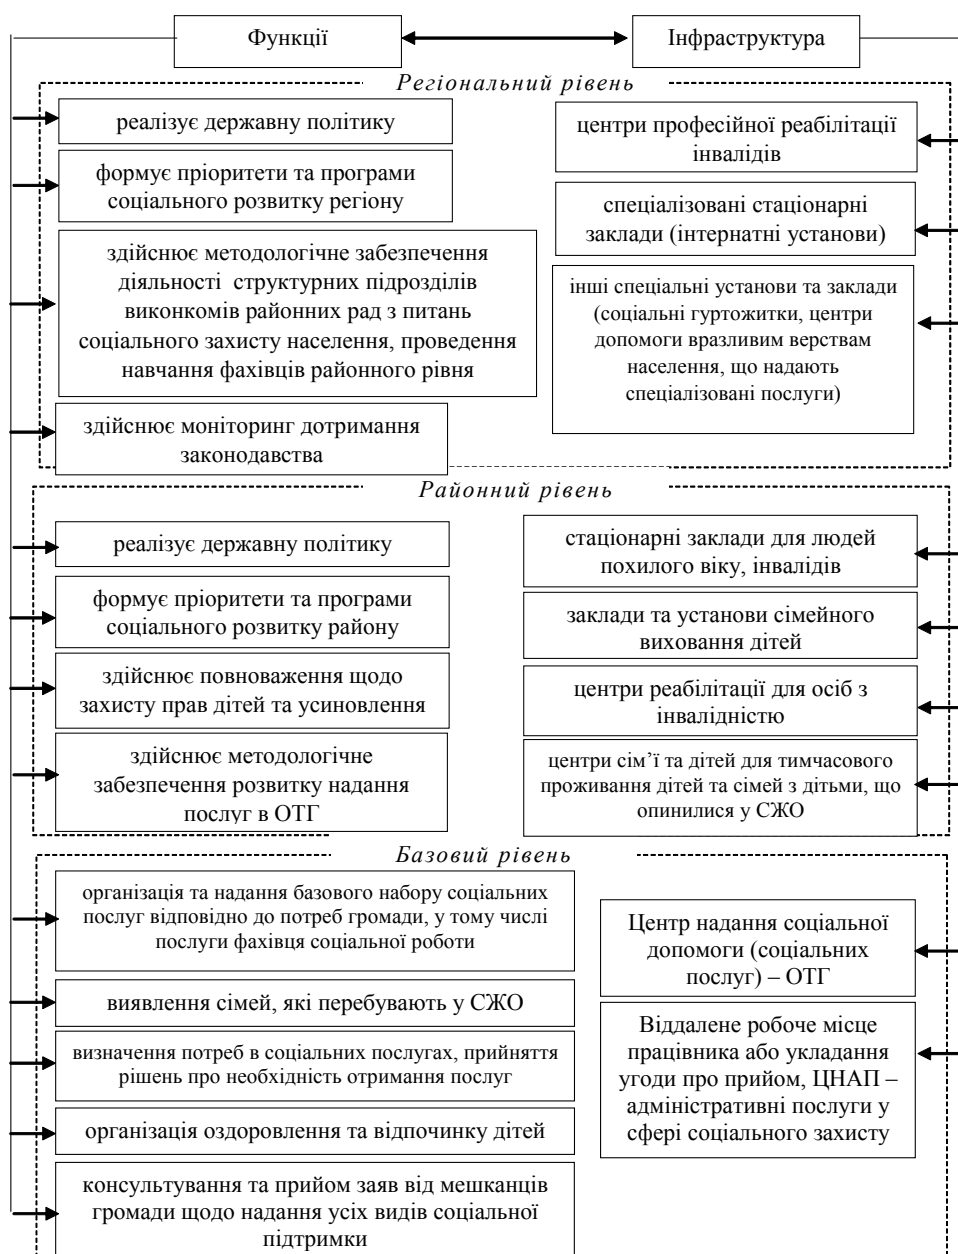 Функції
Інфраструктура
Регіональний рівень
реалізує державну політику
формує пріоритети та програми
соціального розвитку регіону
здійснює методологічне забезпечення
діяльності структурних підрозділів
виконкомів районних рад з питань
соціального захисту населення, проведення
навчання фахівців районного рівня
здійснює моніторинг дотримання
законодавства
центри професійної реабілітації
інвалідів
спеціалізовані стаціонарні
заклади (інтернатні установи)
інші спеціальні установи та заклади
(соціальні гуртожитки, центри
допомоги вразливим верствам
населення, що надають
спеціалізовані послуги)
Районний рівень
реалізує державну політику
формує пріоритети та програми
соціального розвитку району
здійснює повноваження щодо
захисту прав дітей та усиновлення
здійснює методологічне
забезпечення розвитку надання
послуг в ОТГ
стаціонарні заклади для людей
похилого віку, інвалідів
заклади та установи сімейного
виховання дітей
центри реабілітації для осіб з
інвалідністю
центри сім’ї та дітей для тимчасового
проживання дітей та сімей з дітьми, що
опинилися у СЖО
Базовий рівень
організація та надання базового набору соціальних
послуг відповідно до потреб громади, у тому числі
послуги фахівця соціальної роботи
виявлення сімей, які перебувають у СЖО
визначення потреб в соціальних послугах, прийняття
рішень про необхідність отримання послуг
організація оздоровлення та відпочинку дітей
консультування та прийом заяв від мешканців
громади щодо надання усіх видів соціальної
підтримки
Центр надання соціальної
допомоги (соціальних
послуг) – ОТГ
Віддалене робоче місце
працівника або укладання
угоди про прийом, ЦНАП –
адміністративні послуги у
сфері соціального захисту